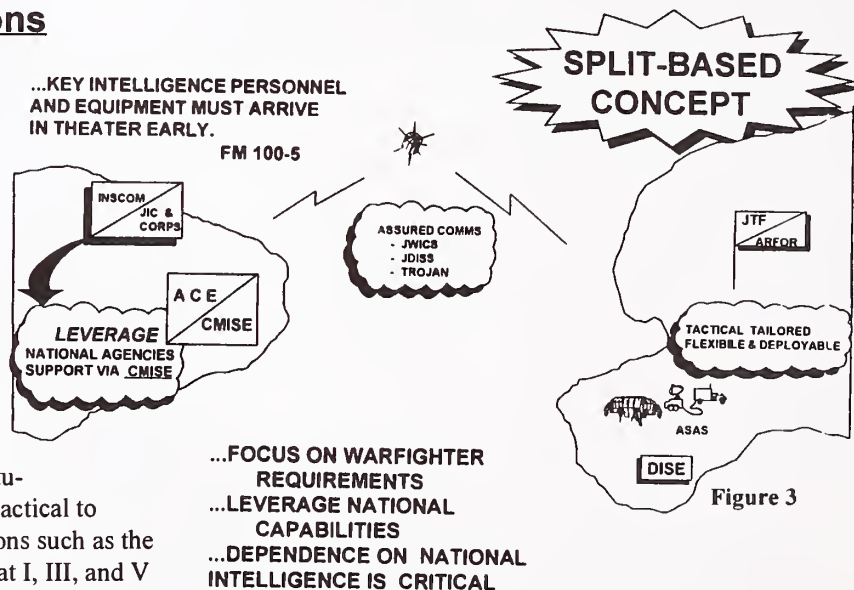 ons
...KEY INTELLIGENCE PERSONNEL
AND EQUIPMENT MUST ARRIVE
IN THEATER EARLY.
FM 100-5
SPLIT-BASED
CONCEPT
INSCOM
JIC &
CORPS
ACE
CMISE
LEVERAGE
NATIONAL AGENCIES
SUPPORT VIA CMISE
ASSURED COMMS
- JWICS
- JDISS
- TROJAN
JTF
ARFOR
TACTICAL TAILORED
FLEXIBILE & DEPLOYABLE
ASAS
DISE
Figure 3
...FOCUS ON WARFIGHTER
REQUIREMENTS
...LEVERAGE NATIONAL
CAPABILITIES
...DEPENDENCE ON NATIONAL
INTELLIGENCE IS CRITICAL
tu-
actical to
ons such as the
at I, III, and V